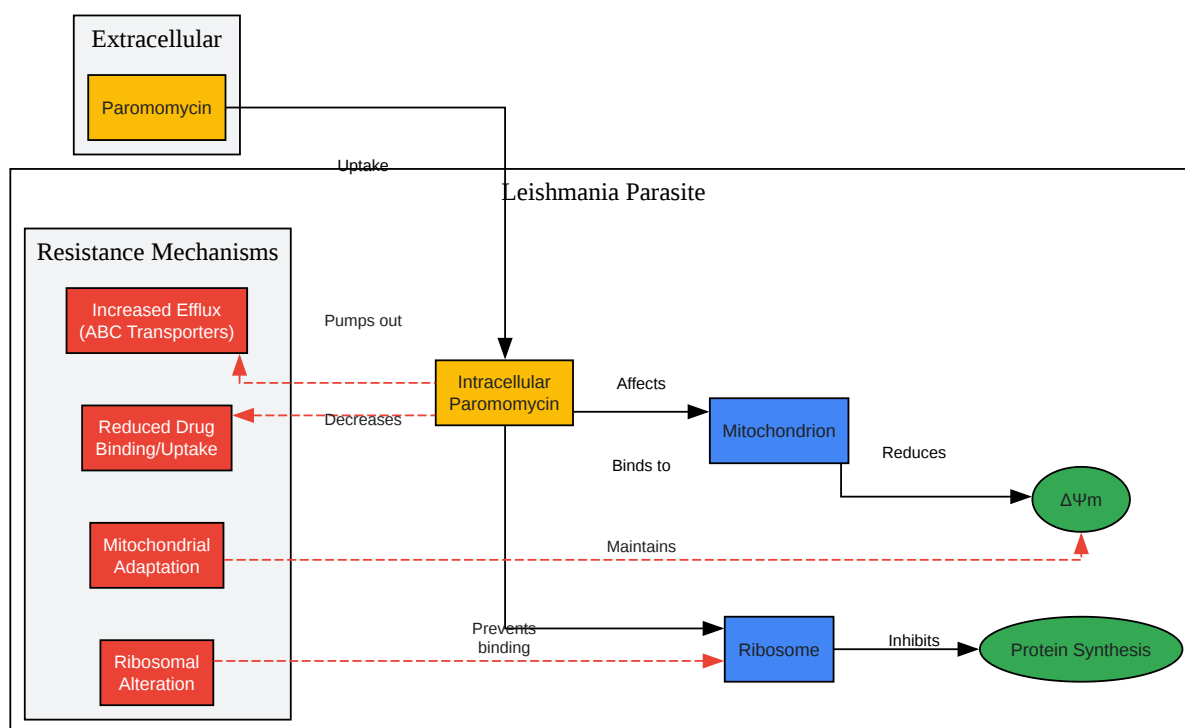 Extracellular
Paromomycin
Uptake
Leishmania Parasite
Resistance Mechanisms
Increased Efflux
(ABC Transporters)
Pumps out
Intracellular
Paromomycin
Affects
Reduced Drug
Binding/Uptake
Decreases
Mitochondrion
Binds to
Reduces
ΔΨm
Mitochondrial
Adaptation
Maintains
Prevents
binding
Ribosomal
Alteration
Ribosome
Inhibits
Protein Synthesis